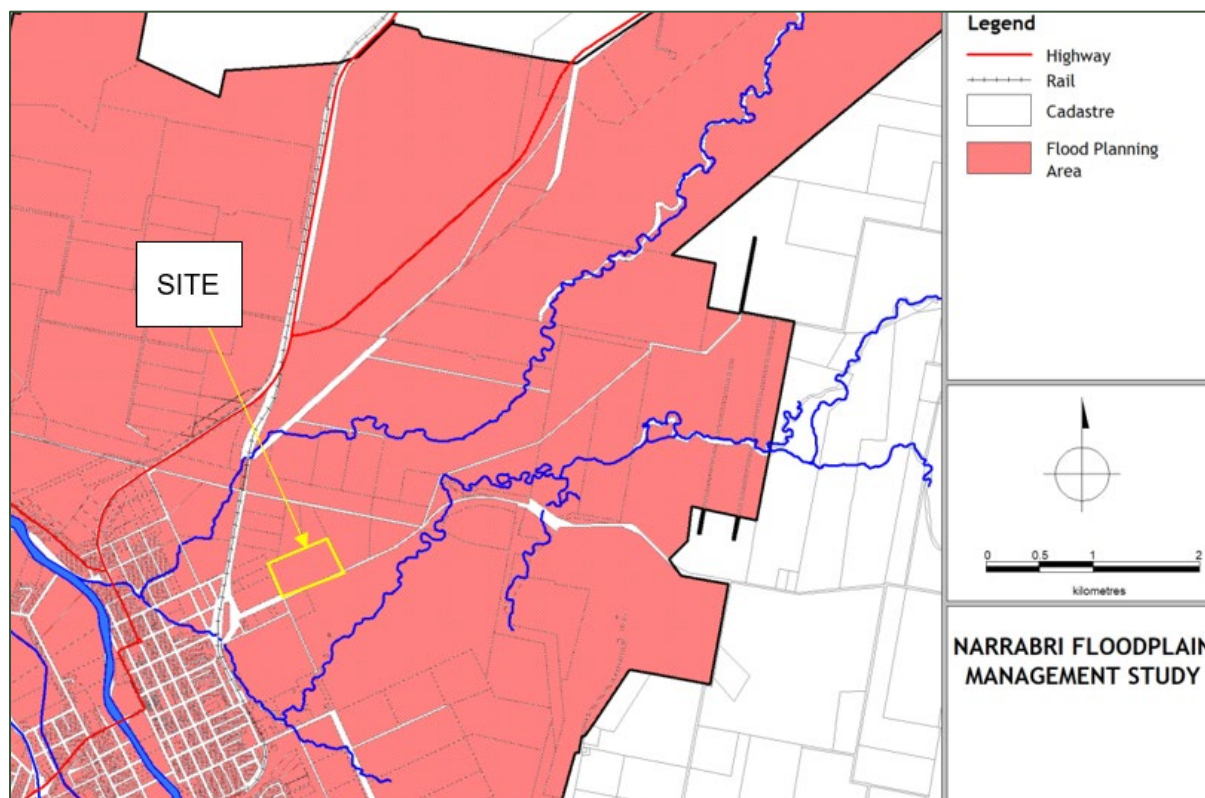 SITE
Legend
Highway
Rail
Cadastre
Flood Planning
Area
0 0.5 1 2
kilometres
NARRABRI FLOODPLAIN
MANAGEMENT STUDY